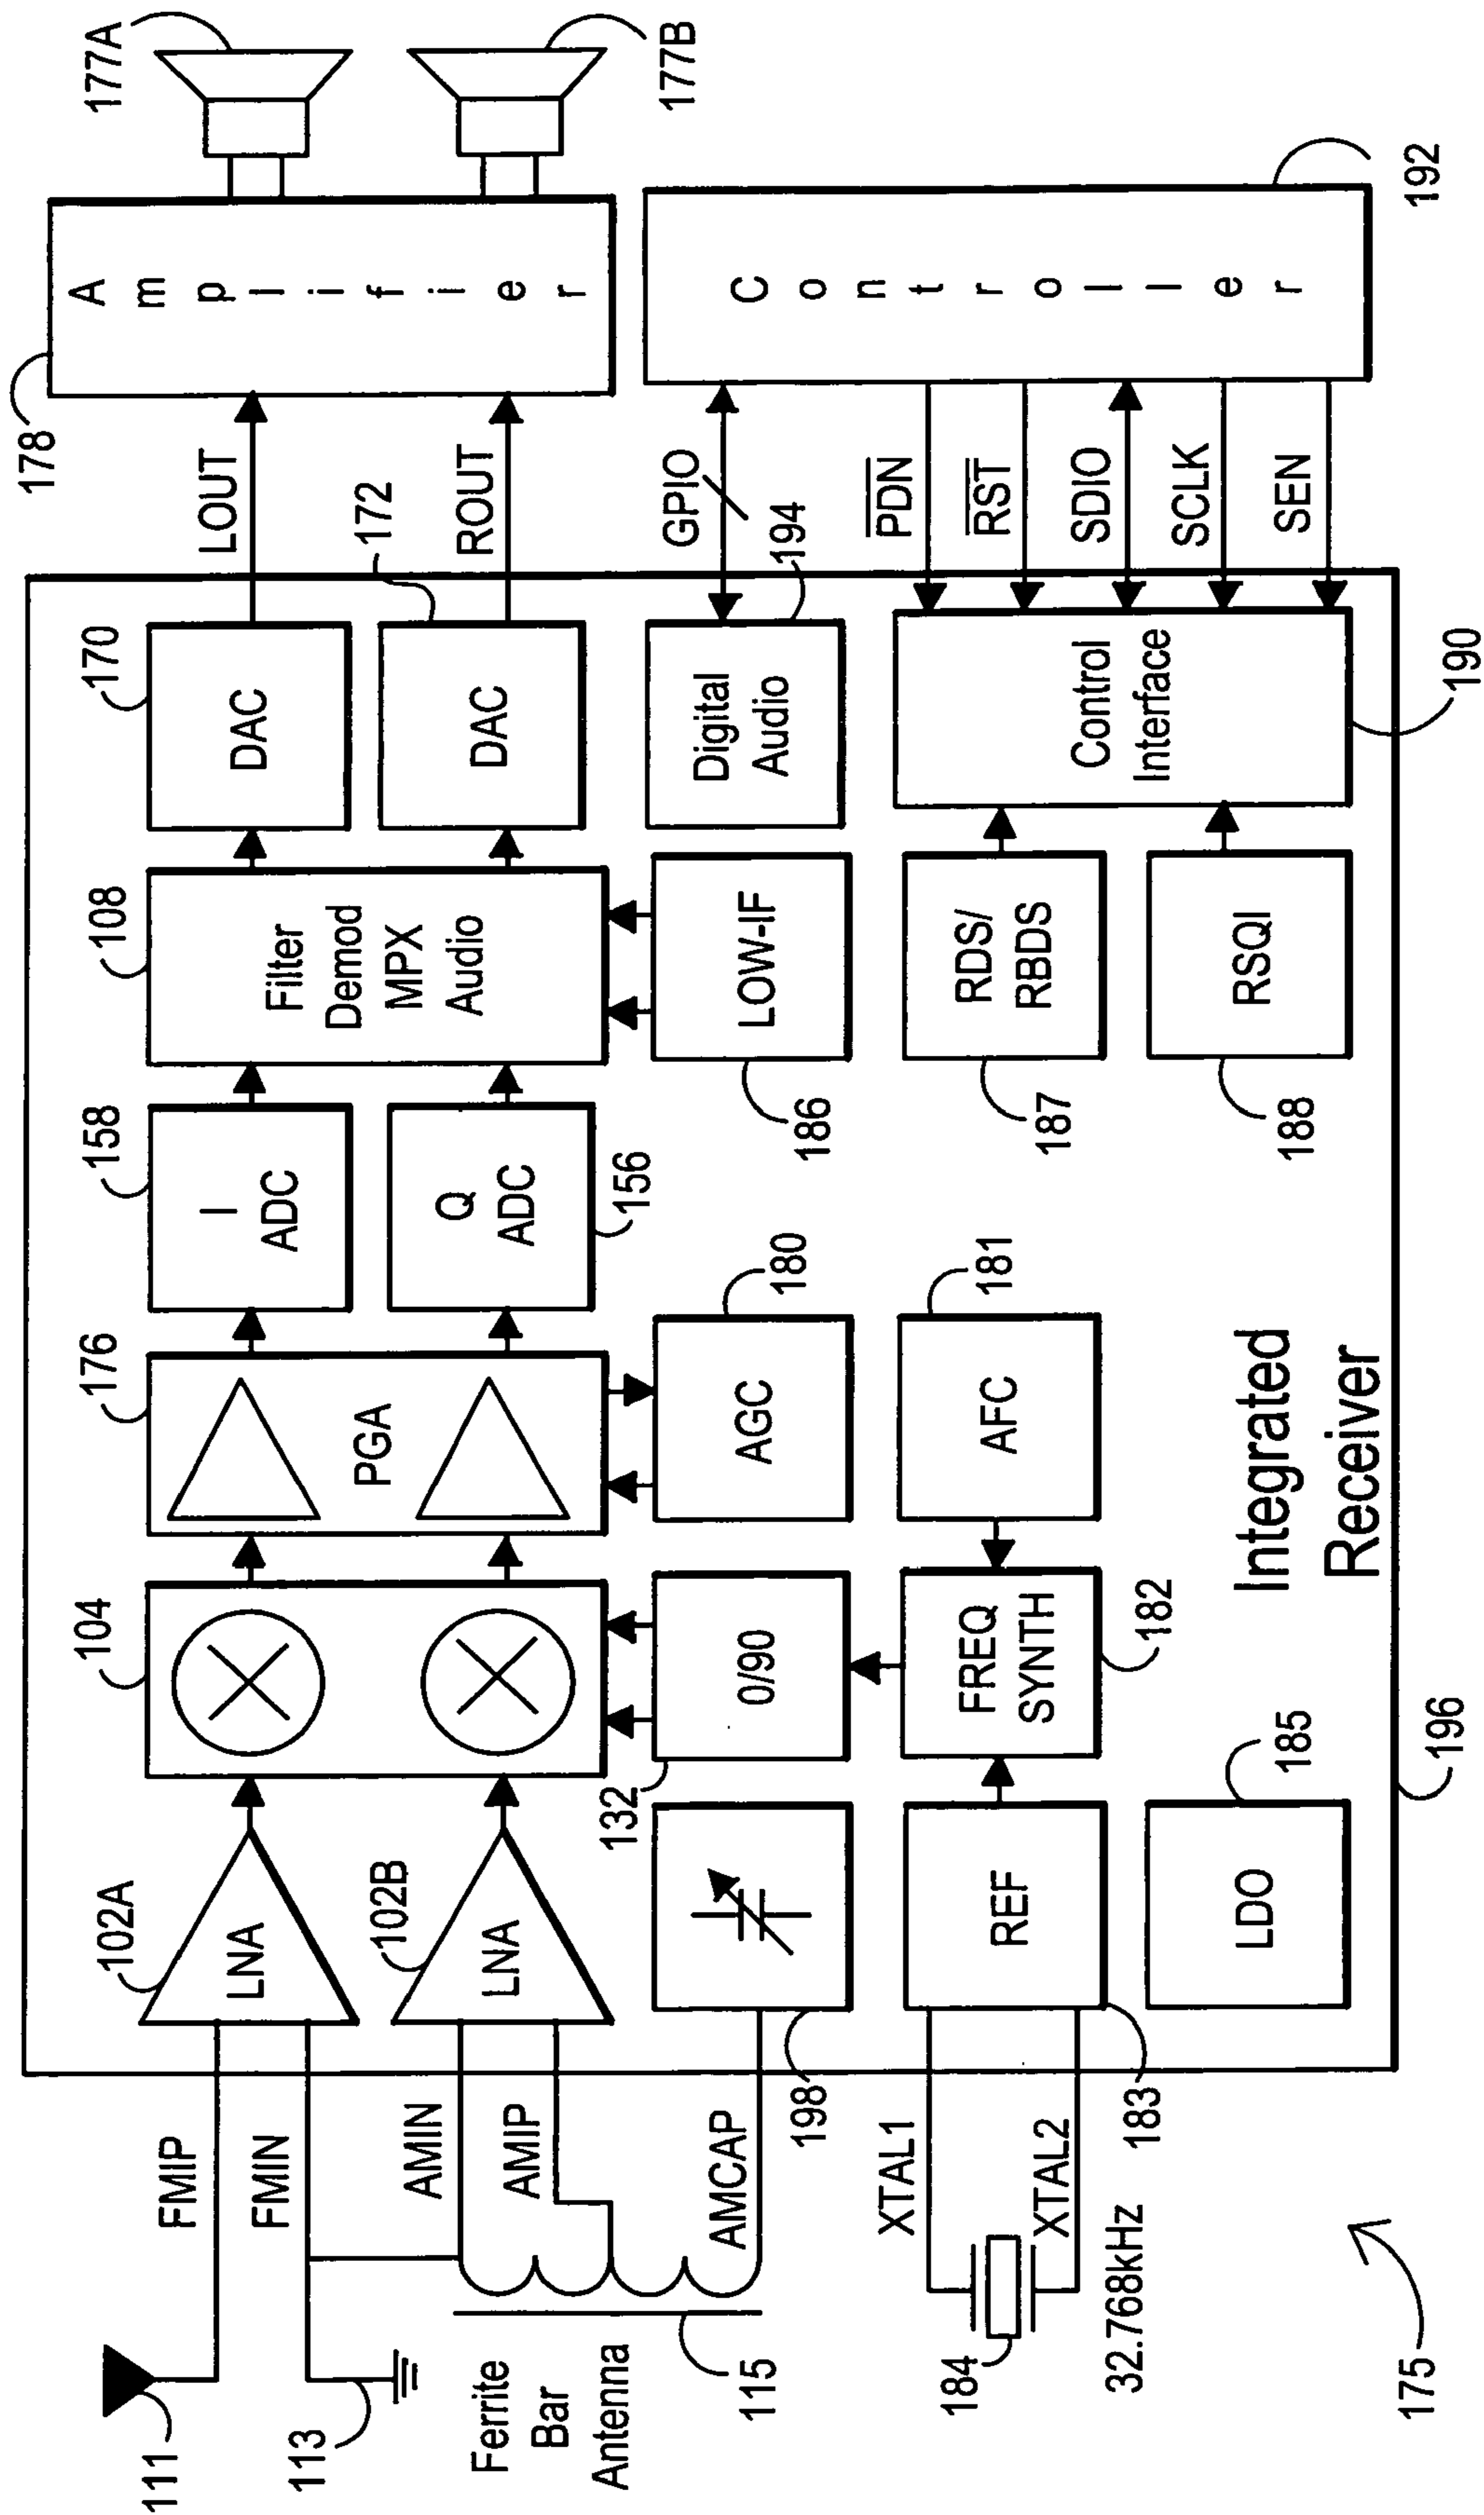 111
113
FMIP
FMIN
Ferrite
Bar
Antenna
115
AMIN
AMIP
AMCAP
198
184
XTAL1
XTAL2
32.768kHz
183
175
102A
LNA
102B
LNA
132
REF
LDO
185
196
104
0/90
FREQ
SYNTH
182
176
PGA
AGC
180
AFC
181
Integrated
Receiver
158
I
ADC
Q
ADC
156
108
Filter
Demod
MPX
Audio
LOW-IF
186
RDS/
RBDS
187
RSQI
188
170
DAC
DAC
172
Digital
Audio
194
Control
Interface
190
LOUT
ROUT
GPIO
PDN
RST
SDIO
SCLK
SEN
178
Amplifier
Controller
192
177A
177B